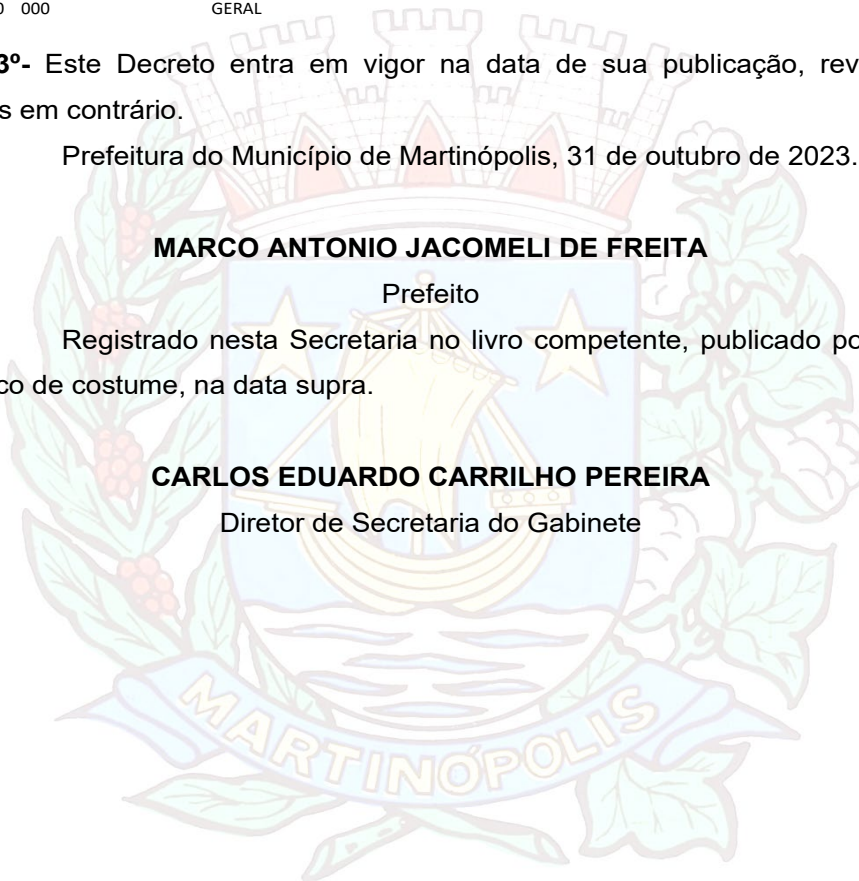 0 000 GERAL
3º- Este Decreto entra em vigor na data de sua publicação, rev
s em contrário.
Prefeitura do Município de Martinópolis, 31 de outubro de 2023.
MARCO ANTONIO JACOMELI DE FREITA
Prefeito
Registrado nesta Secretaria no livro competente, publicado po
co de costume, na data supra.
CARLOS EDUARDO CARRILHO PEREIRA
Diretor de Secretaria do Gabinete
MARTINÓPOLIS